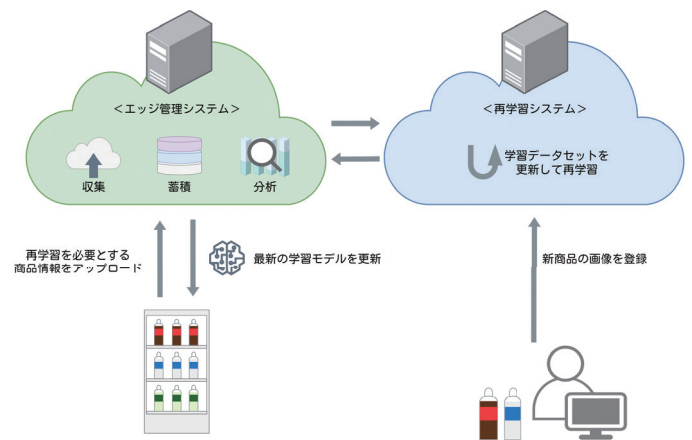 <エッジ管理システム>
収集
蓄積
分析
<再学習システム>
学習データセットを
更新して再学習
再学習を必要とする
商品情報をアップロード
最新の学習モデルを更新
新商品の画像を登録